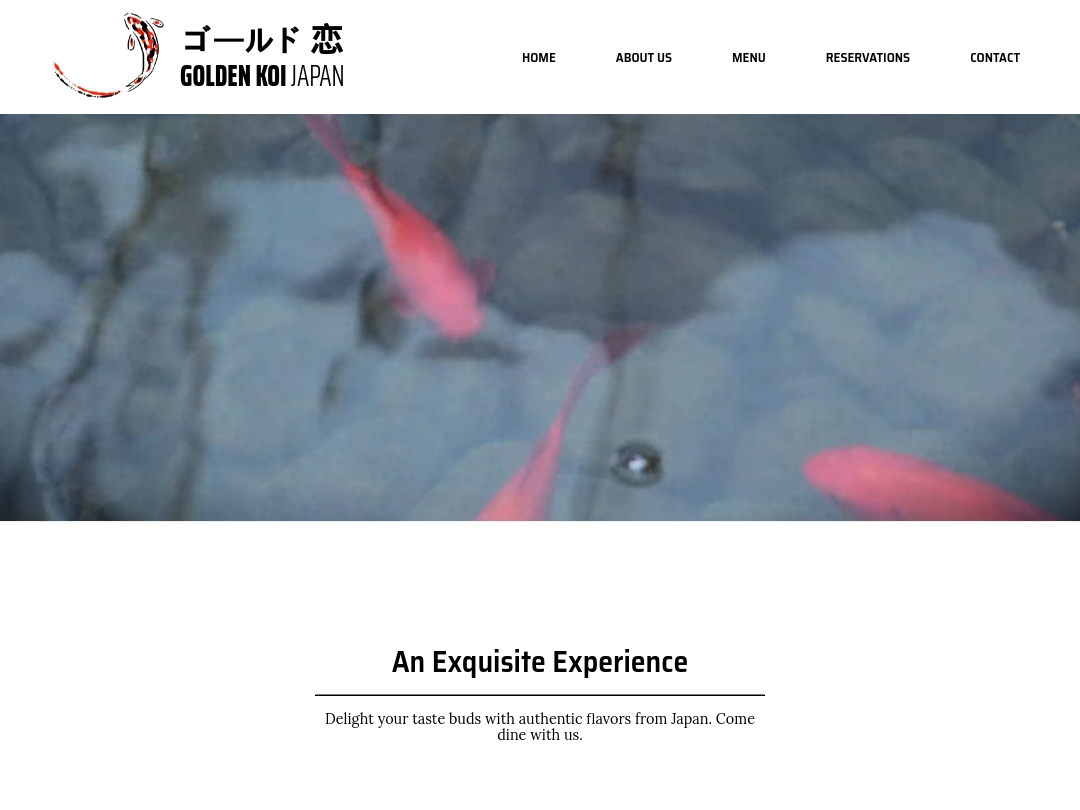 ゴールド 恋
GOLDEN KOI JAPAN
HOME
ABOUT US
MENU
RESERVATIONS
CONTACT
An Exquisite Experience
Delight your taste buds with authentic flavors from Japan. Come
dine with us.